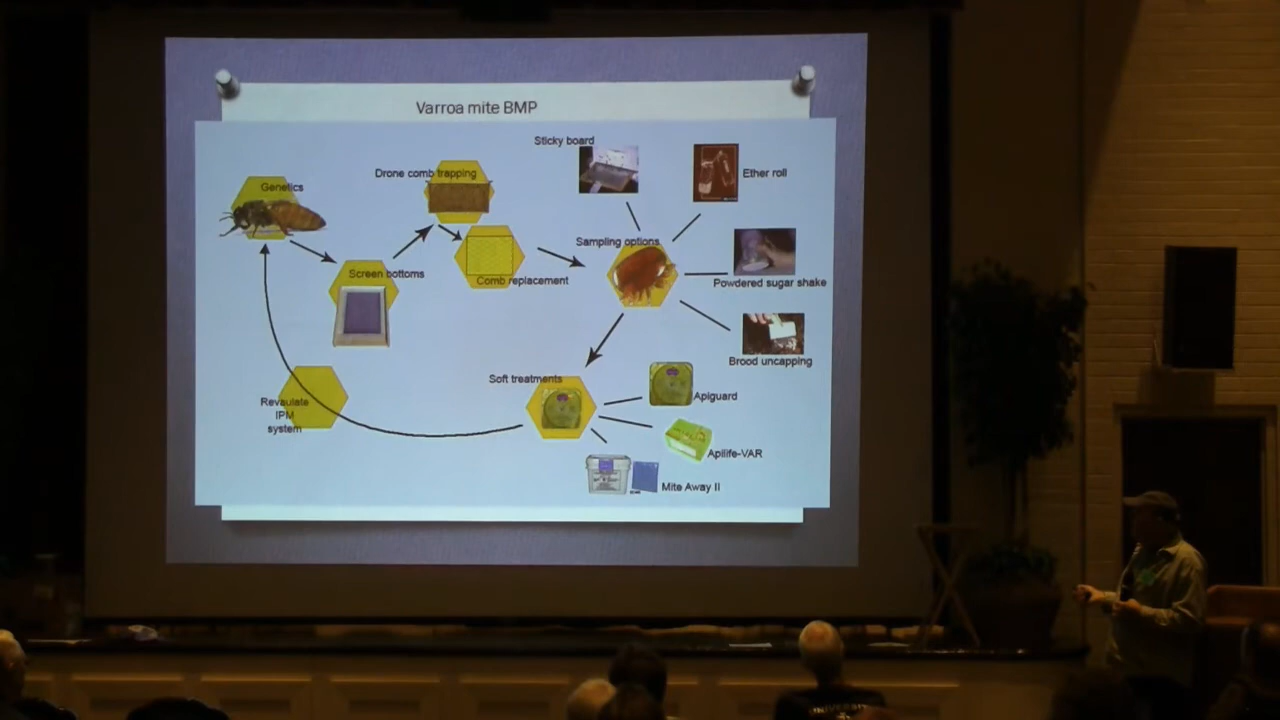 Varroa mite BMP
Sticky board
Ether roll
Drone comb trapping
Genetics
Sampling options
Screen bottoms
Comb replacement
Powdered sugar shake
Brood uncapping
Soft treatments
Apiguard
Revaulate
IPM
system
Apilife-VAR
Mite Away II